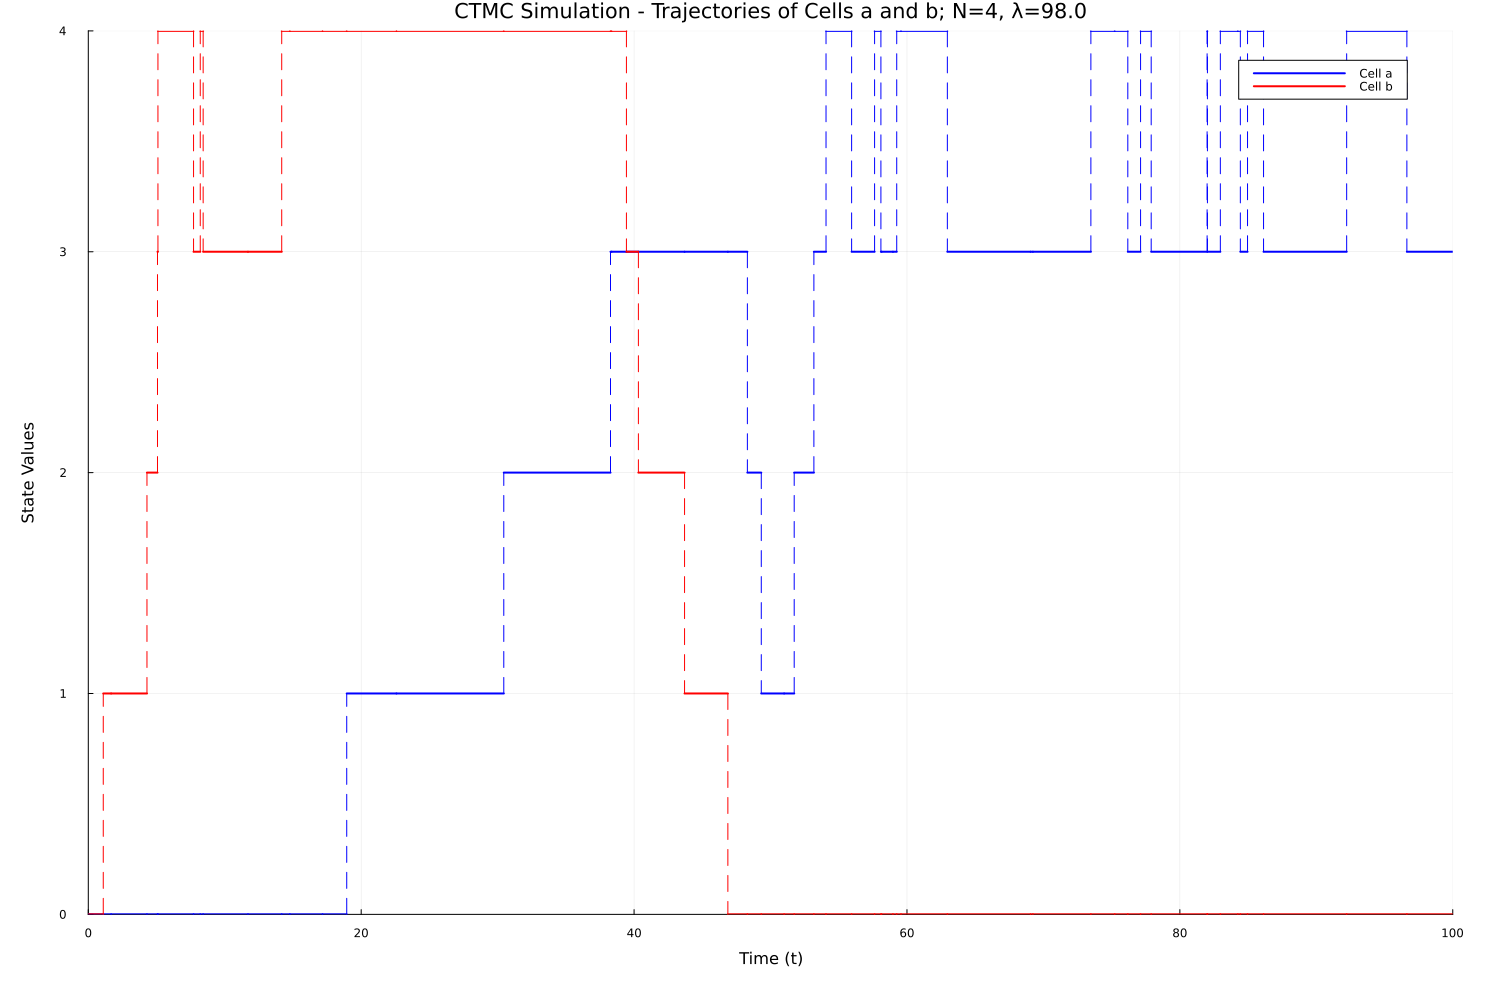 CTMC Simulation - Trajectories of Cells a and b; N=4, λ=98.0
4
Cell a
Cell b
3
State Values
2
1
0
0 20 40 60 80 100
Time (t)